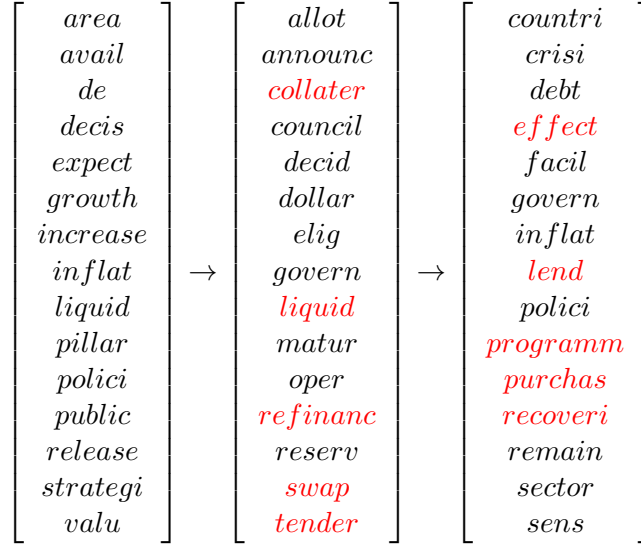 area allot countri
avail announc crisi
de collater debt
decis council effect
expect decid facil
growth dollar govern
increase elig inflat
inflat → govern → lend
liquid liquid polici
pillar matur programm
polici oper purchas
public refinanc recoveri
release reserv remain
strategi swap sector
valu tender sens